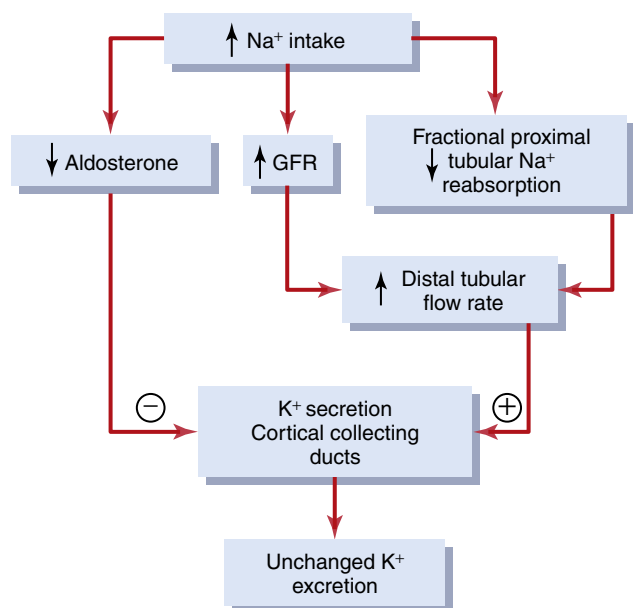 ↑ Na⁺ intake
↓ Aldosterone
↑ GFR
Fractional proximal
↓ tubular Na⁺
reabsorption
↑ Distal tubular
flow rate
−
+
K⁺ secretion
Cortical collecting
ducts
Unchanged K⁺
excretion